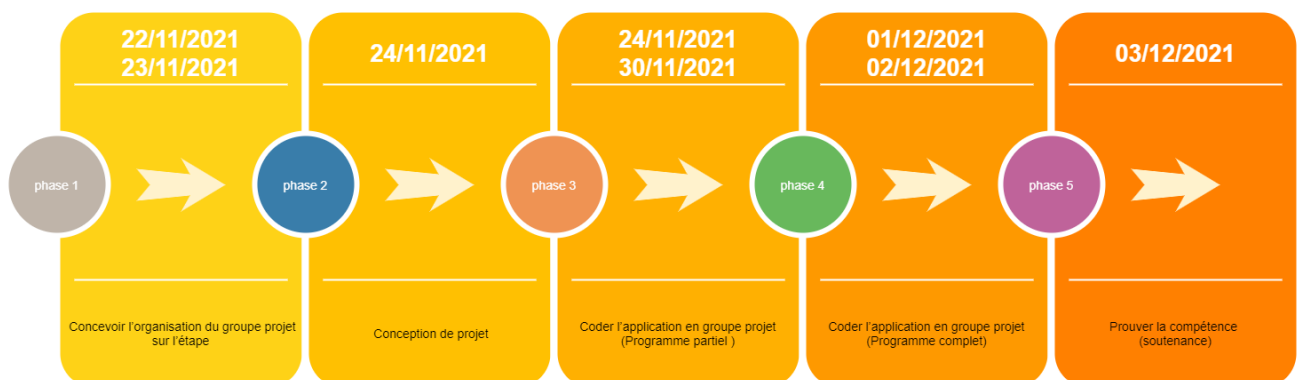 22/11/2021
23/11/2021
24/11/2021
24/11/2021
30/11/2021
01/12/2021
02/12/2021
03/12/2021
phase 1
phase 2
phase 3
phase 4
phase 5
Concevoir l'organisation du groupe projet
sur l'étape
Conception de projet
Coder l'application en groupe projet
(Programme partiel )
Coder l'application en groupe projet
(Programme complet)
Prouver la compétence
(soutenance)